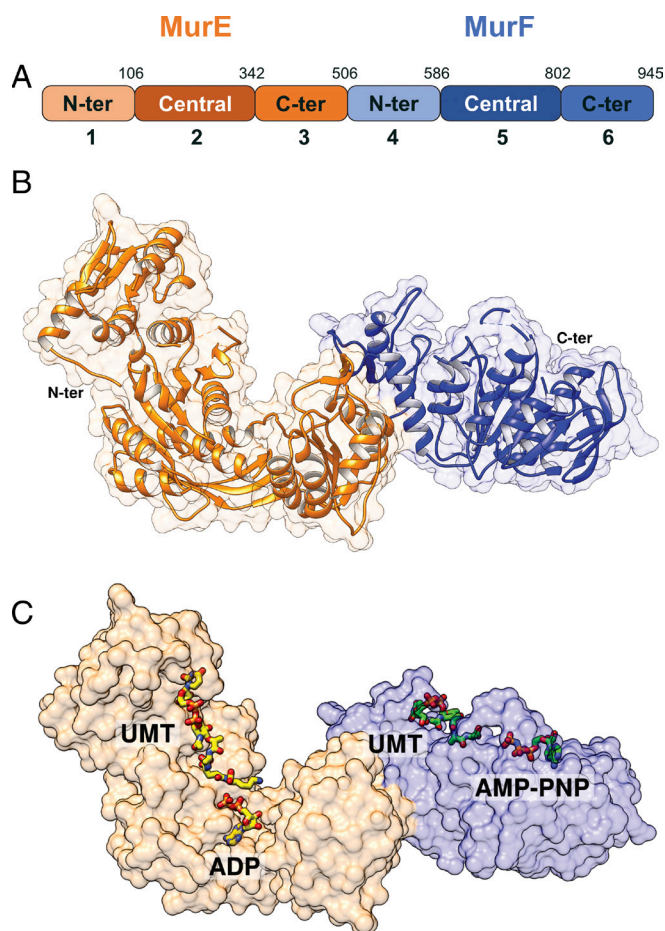 MurE MurF
A
106 342 506 586 802 945
N-ter Central C-ter N-ter Central C-ter
1 2 3 4 5 6
B
N-ter
C-ter
C
UMT
UMT
AMP-PNP
ADP